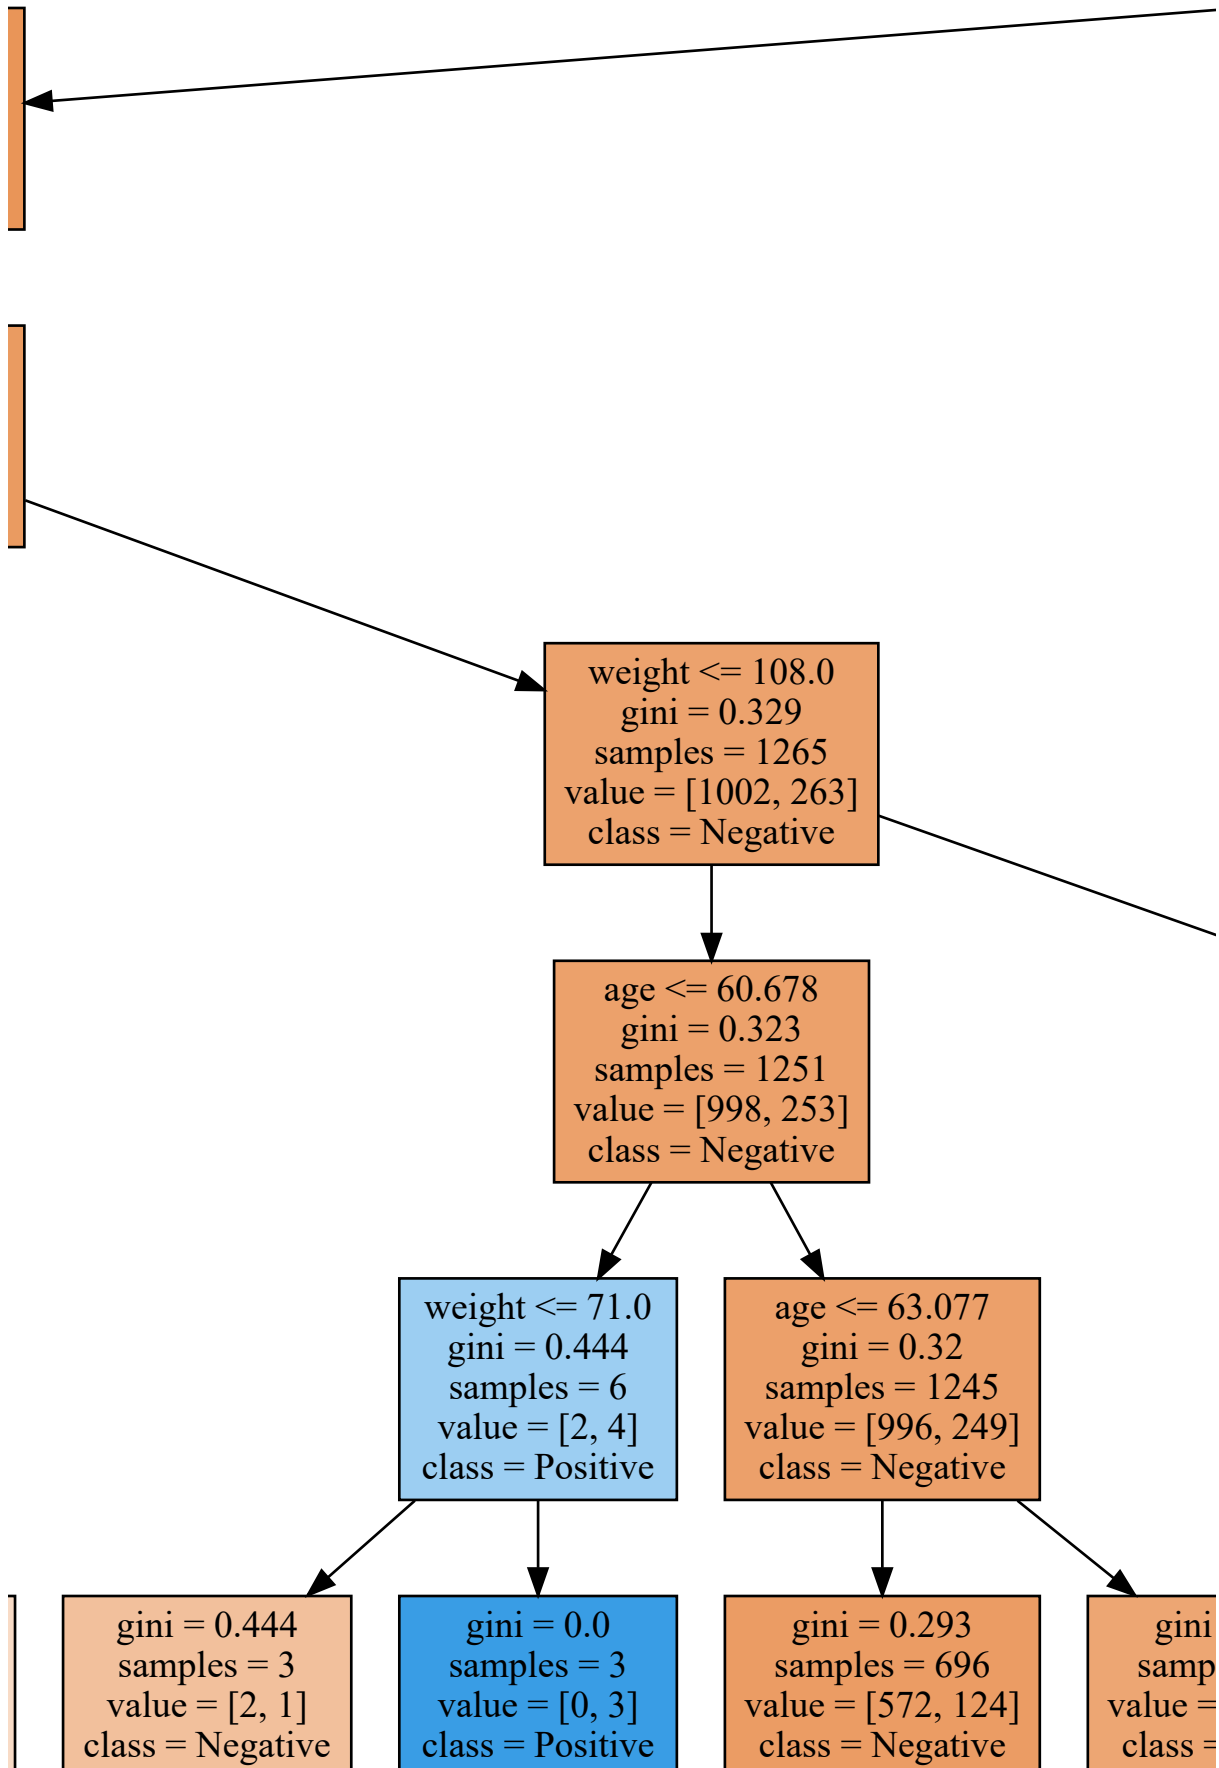 weight <= 108.0
gini = 0.329
samples = 1265
value = [1002, 263]
class = Negative
age <= 60.678
gini = 0.323
samples = 1251
value = [998, 253]
class = Negative
weight <= 71.0
gini = 0.444
samples = 6
value = [2, 4]
class = Positive
age <= 63.077
gini = 0.32
samples = 1245
value = [996, 249]
class = Negative
gini = 0.444
samples = 3
value = [2, 1]
class = Negative
gini = 0.0
samples = 3
value = [0, 3]
class = Positive
gini = 0.293
samples = 696
value = [572, 124]
class = Negative
gini
samp
value =
class =